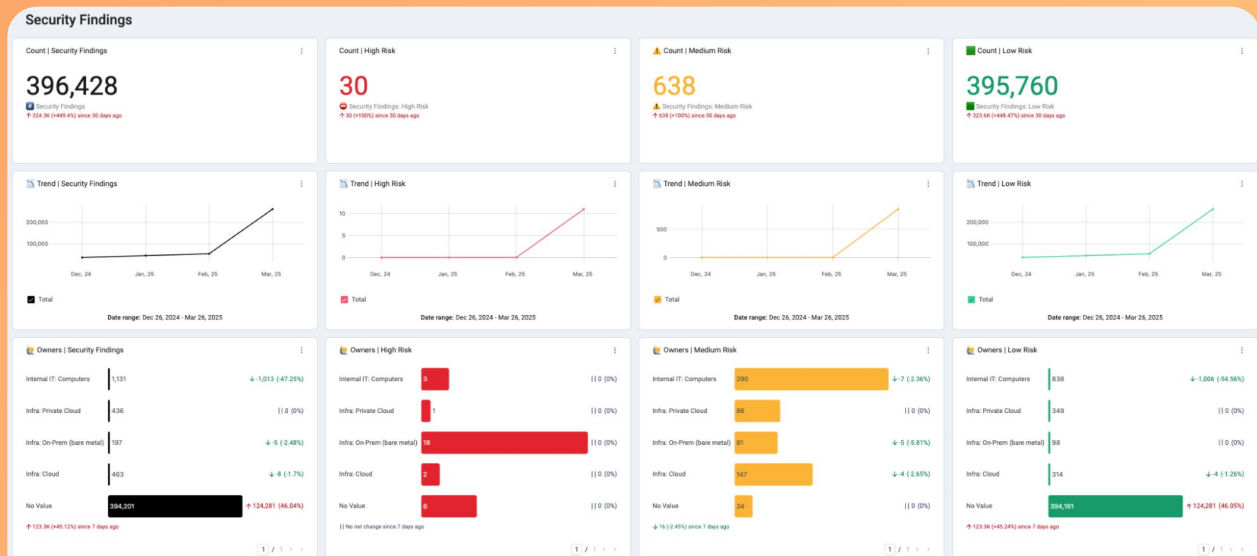 Security Findings
Count | Security Findings
396,428
Security Findings
↑ 324.3K (+449.6%) since 30 days ago
Count | High Risk
30
Security Findings: High Risk
↑ 30 (+100%) since 30 days ago
Count | Medium Risk
638
Security Findings: Medium Risk
↑ 638 (+100%) since 30 days ago
Count | Low Risk
395,760
Security Findings: Low Risk
↑ 323.6K (+448.47%) since 30 days ago
Trend | Security Findings
200,000
100,000
Dec, 24 Jan, 25 Feb, 25 Mar, 25
Total
Date range: Dec 26, 2024 - Mar 26, 2025
Trend | High Risk
10
5
0
Dec, 24 Jan, 25 Feb, 25 Mar, 25
Total
Date range: Dec 26, 2024 - Mar 26, 2025
Trend | Medium Risk
500
0
Dec, 24 Jan, 25 Feb, 25 Mar, 25
Total
Date range: Dec 26, 2024 - Mar 26, 2025
Trend | Low Risk
200,000
100,000
Dec, 24 Jan, 25 Feb, 25 Mar, 25
Total
Date range: Dec 26, 2024 - Mar 26, 2025
Owners | Security Findings
Internal IT: Computers 1,131 ↓ -1,013 (-47.25%)
Infra: Private Cloud 436 || 0 (0%)
Infra: On-Prem (bare metal) 197 ↓ -5 (-2.48%)
Infra: Cloud 463 ↓ -8 (-1.7%)
No Value 394,201 ↑ 124,281 (46.04%)
↑ 123.3K (+45.12%) since 7 days ago
1 / 1
Owners | High Risk
Internal IT: Computers 3 || 0 (0%)
Infra: Private Cloud 1 || 0 (0%)
Infra: On-Prem (bare metal) 18 || 0 (0%)
Infra: Cloud 2 || 0 (0%)
No Value 6 || 0 (0%)
|| No net change since 7 days ago
1 / 1
Owners | Medium Risk
Internal IT: Computers 290 ↓ -7 (-2.36%)
Infra: Private Cloud 86 || 0 (0%)
Infra: On-Prem (bare metal) 81 ↓ -5 (-5.81%)
Infra: Cloud 147 ↓ -4 (-2.65%)
No Value 34 || 0 (0%)
↓ 16 (-2.45%) since 7 days ago
1 / 1
Owners | Low Risk
Internal IT: Computers 838 ↓ -1,006 (-54.56%)
Infra: Private Cloud 349 || 0 (0%)
Infra: On-Prem (bare metal) 98 || 0 (0%)
Infra: Cloud 314 ↓ -4 (-1.26%)
No Value 394,161 ↑ 124,281 (46.05%)
↑ 123.3K (+45.24%) since 7 days ago
1 / 1